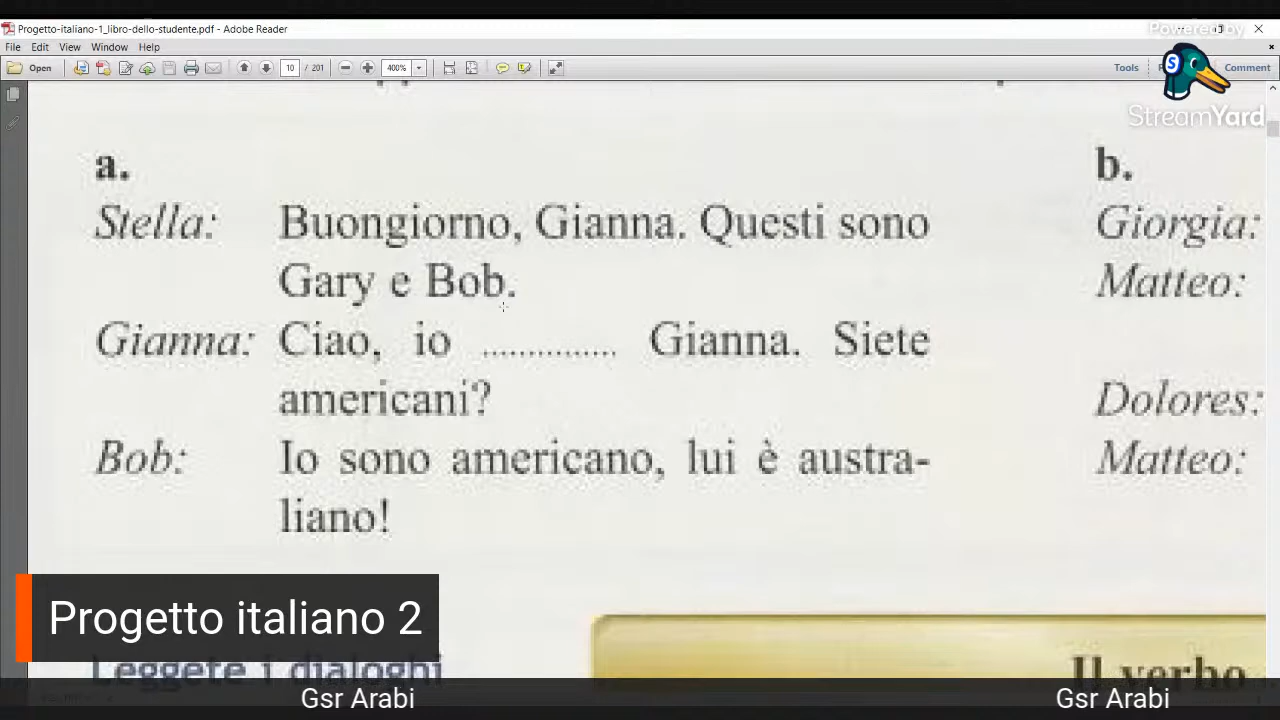 Progetto-italiano-1_libro-dello-studente.pdf - Adobe Reader
Powered by
File Edit View Window Help
Open 10 / 201 400% Tools Comment
StreamYard
a. b.
Stella: Buongiorno, Gianna. Questi sono Giorgia:
Gary e Bob. Matteo:
Gianna: Ciao, io ............... Gianna. Siete
americani? Dolores:
Bob: Io sono americano, lui è austra- Matteo:
liano!
Progetto italiano 2
Leggete i dialoghi Il verbo
Gsr Arabi Gsr Arabi